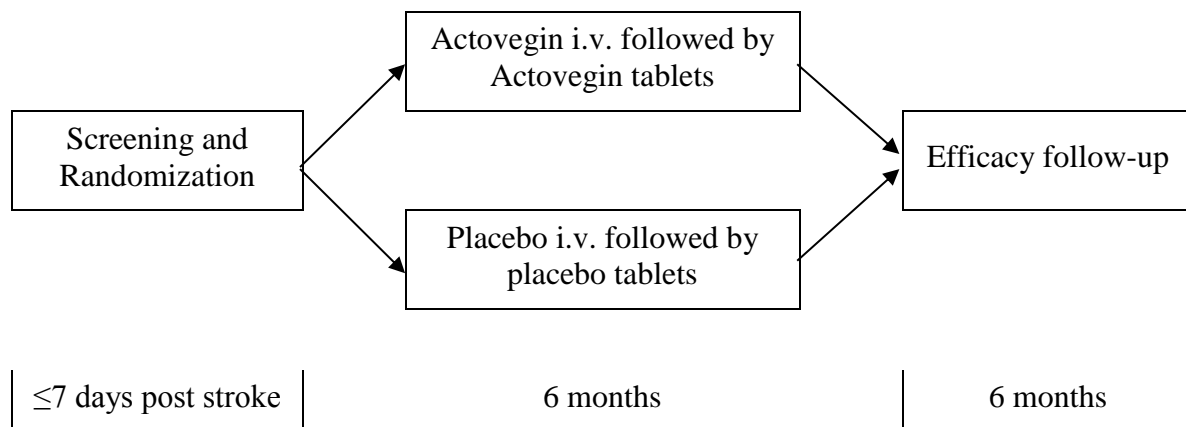 Actovegin i.v. followed by
Actovegin tablets
Screening and
Randomization
Efficacy follow-up
Placebo i.v. followed by
placebo tablets
≤7 days post stroke
6 months
6 months